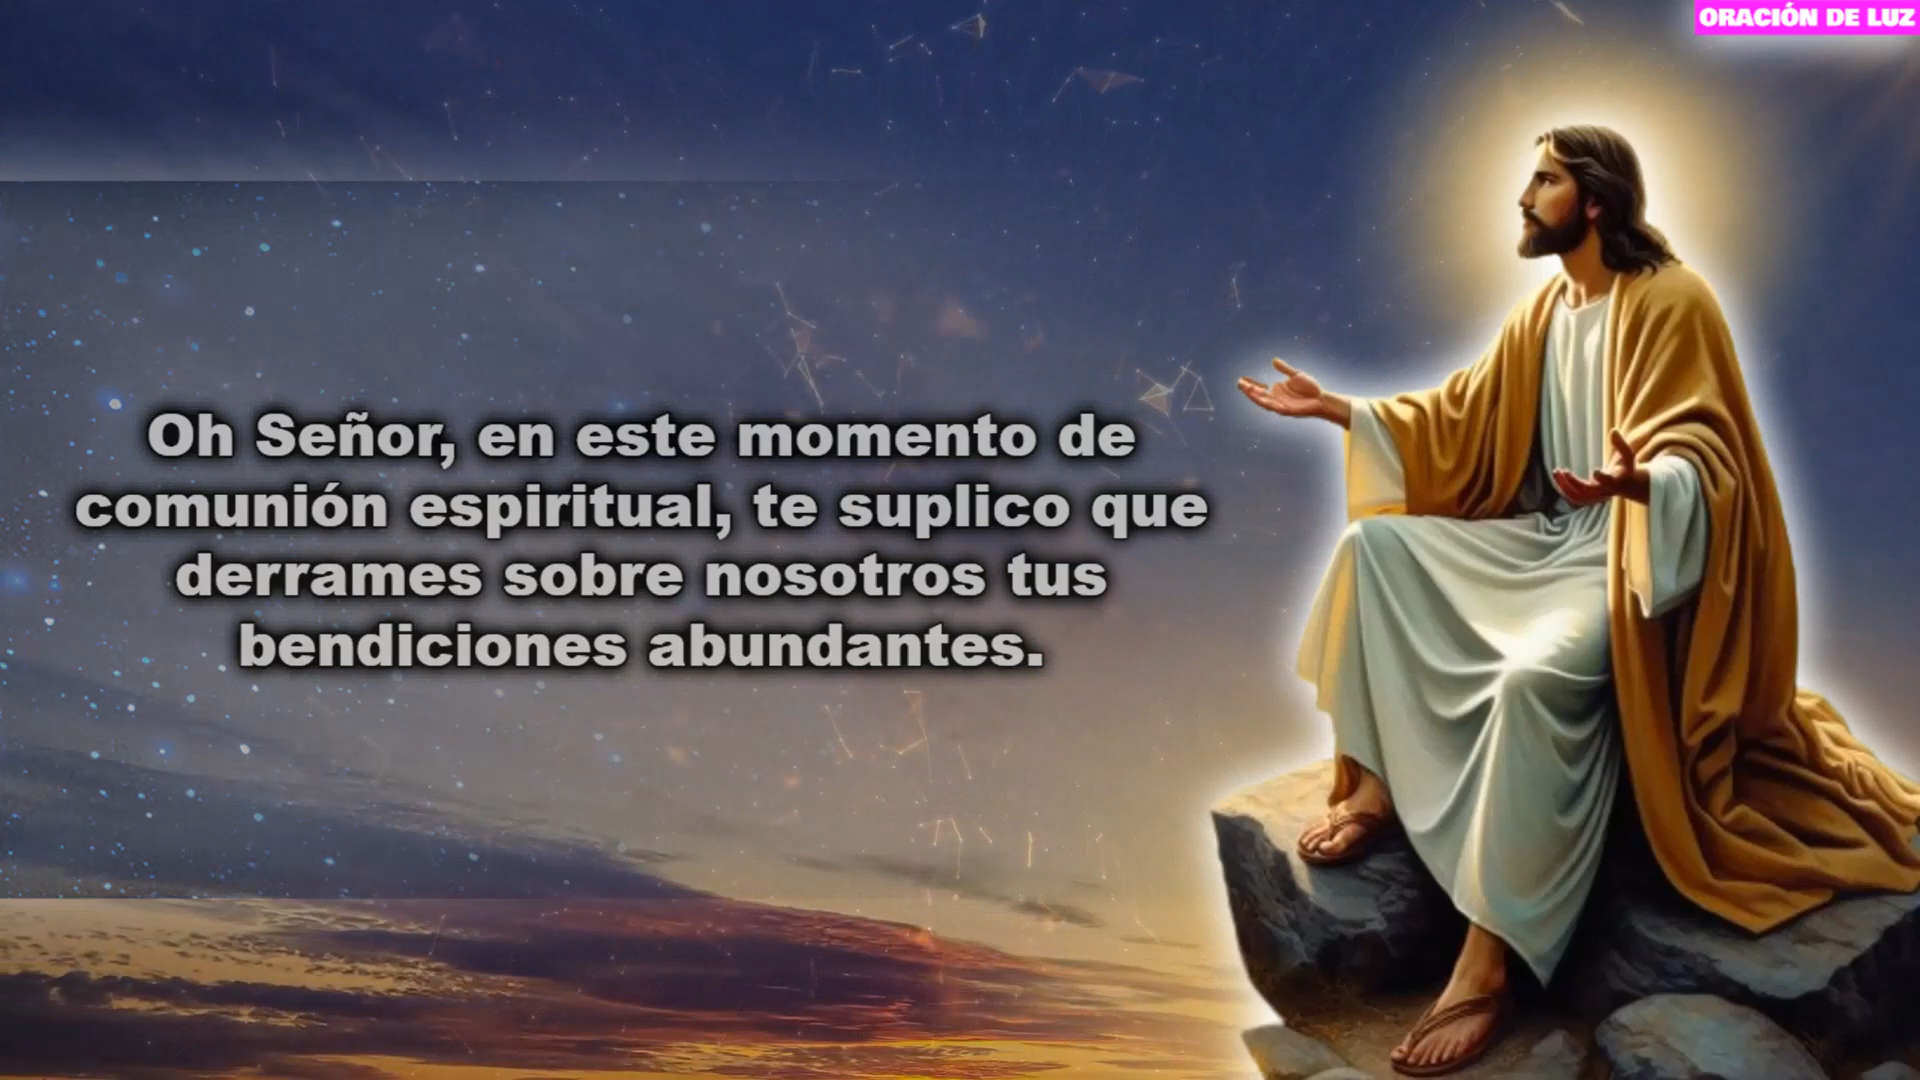 ORACIÓN DE LUZ
Oh Señor, en este momento de
comunión espiritual, te suplico que
derrames sobre nosotros tus
bendiciones abundantes.